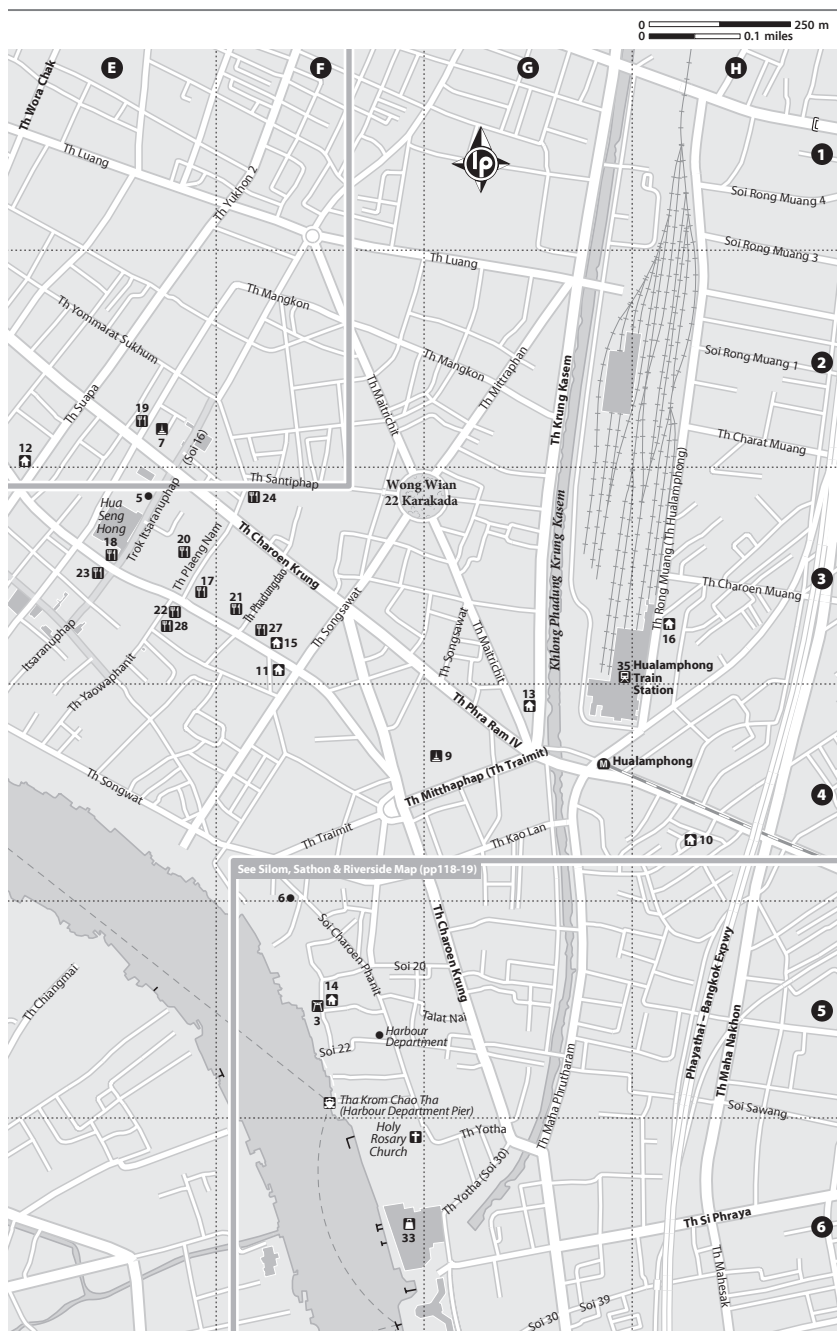 0 250 m
0 0.1 miles
E
F
G
H
Th Wora Chak
lp
1
Th Luang
Th Yukhon 2
Soi Rong Muang 4
Soi Rong Muang 3
Th Luang
Th Mangkon
Th Yommarat Sukhum
2
Th Mangkon
Th Mittraphan
Soi Rong Muang 1
Th Krung Kasem
Th Maitrichit
Th Suapa
19
7
(Soi 16)
12
Th Charat Muang
Th Santiphap
Wong Wian
22 Karakada
5
24
Hua
Seng
Hong
Trok Itsaranuphap
Th Rong Muang (Th Hualamphong)
Khlong Phadung Krung Kasem
18
20
Th Plaeng Nam
Th Charoen Krung
3
23
17
21
Th Phadungdao
Th Charoen Muang
22
28
27
15
Th Songsawat
Th Songsawat
Th Maitrichit
16
Itsaranuphap
11
35 Hualamphong
Train
Station
Th Yaowaphanit
13
Th Phra Ram IV
9
M Hualamphong
Th Mitthaphap (Th Traimit)
Th Songwat
4
Th Traimit
Th Kao Lan
10
See Silom, Sathon & Riverside Map (pp118-19)
6
Soi Charoen Phanit
Th Charoen Krung
Phayathai – Bangkok Expwy
Th Chiangmai
Soi 20
14
3
Talat Nai
5
Soi 22
Harbour
Department
Th Maha Nakhon
Th Maha Phrutharam
Tha Krom Chao Tha
(Harbour Department Pier)
Soi Sawang
Holy
Rosary
Church
Th Yotha
Th Yotha (Soi 30)
33
Th Si Phraya
6
Th Mahesak
Soi 39
Soi 30